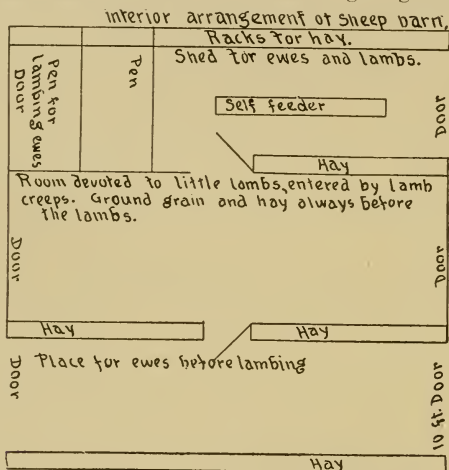 interior arrangement of sheep barn.
Racks for hay.
Shed for ewes and lambs.
Pen for
lambing ewes
Door
Pen
Self feeder
Door
Hay
Room devoted to little lambs, entered by lamb
creeps. Ground grain and hay always before
the lambs.
Door
Door
Hay
Hay
Door
Place for ewes before lambing
10 ft. Door
Hay